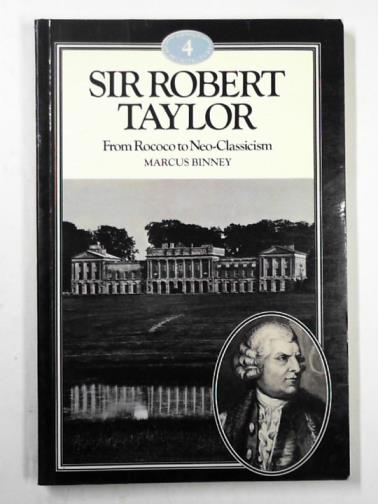 4
SIR ROBERT
TAYLOR
From Rococo to Neo-Classicism
MARCUS BINNEY